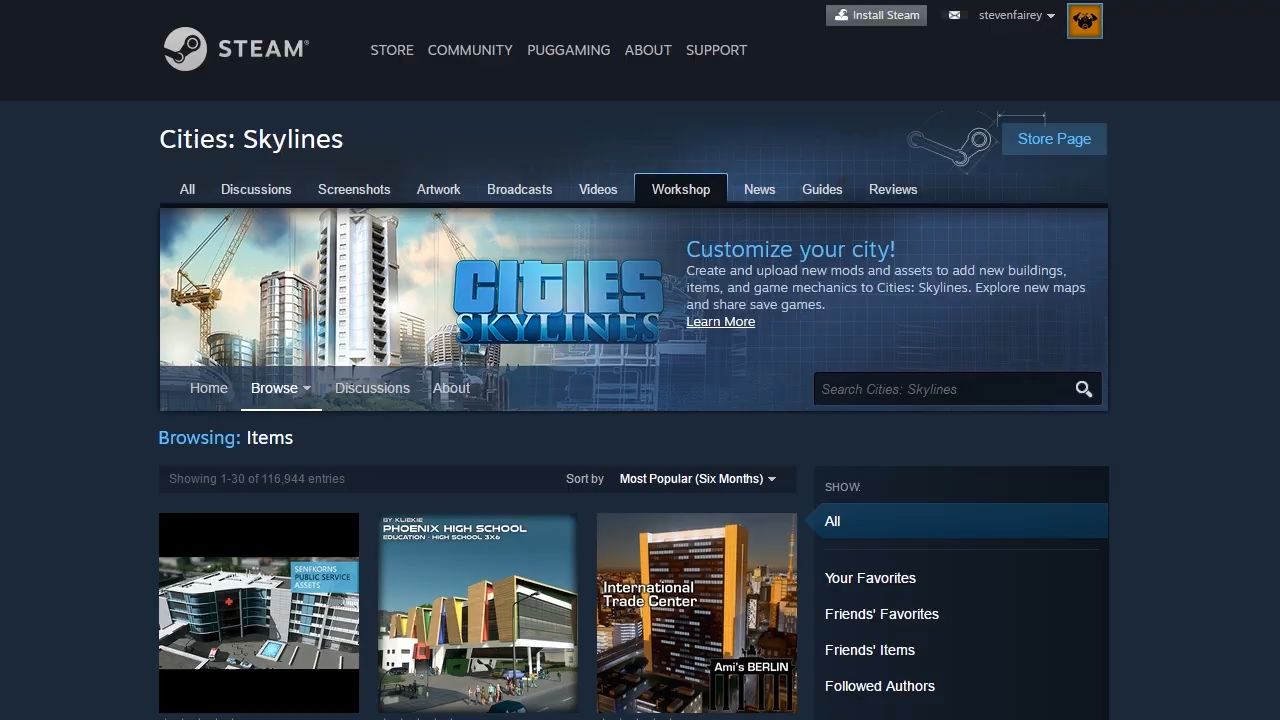 Install Steam
stevenfairey
STEAM®
STORE COMMUNITY PUGGAMING ABOUT SUPPORT
Cities: Skylines
Store Page
All Discussions Screenshots Artwork Broadcasts Videos Workshop News Guides Reviews
CITIES
SKYLINES
Customize your city!
Create and upload new mods and assets to add new buildings,
items, and game mechanics to Cities: Skylines. Explore new maps
and share save games.
Learn More
Home Browse Discussions About
Search Cities: Skylines
Browsing: Items
Showing 1-30 of 116,944 entries
Sort by Most Popular (Six Months)
SENFKORNS
PUBLIC SERVICE
ASSETS
BY KLIEKIE
PHOENIX HIGH SCHOOL
EDUCATION - HIGH SCHOOL 3X6
International
Trade Center
Ami's BERLIN
SHOW:
All
Your Favorites
Friends' Favorites
Friends' Items
Followed Authors